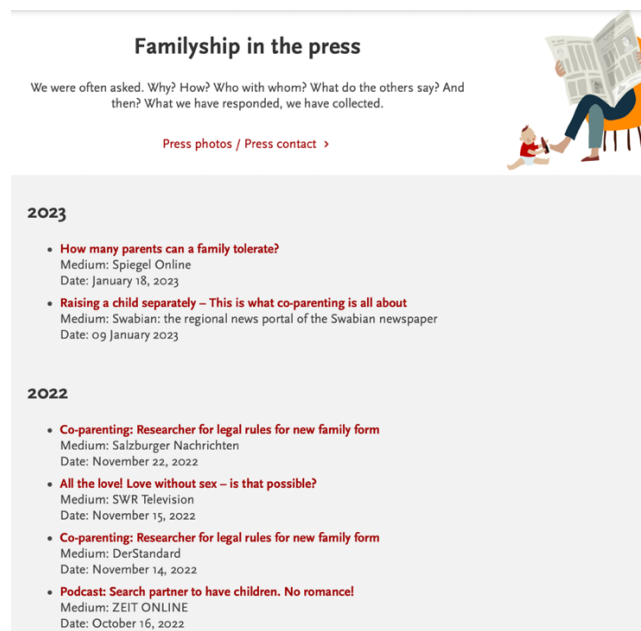 Familyship in the press
We were often asked. Why? How? Who with whom? What do the others say? And
then? What we have responded, we have collected.
Press photos / Press contact ›
2023
• How many parents can a family tolerate?
Medium: Spiegel Online
Date: January 18, 2023
• Raising a child separately – This is what co-parenting is all about
Medium: Swabian: the regional news portal of the Swabian newspaper
Date: 09 January 2023
2022
• Co-parenting: Researcher for legal rules for new family form
Medium: Salzburger Nachrichten
Date: November 22, 2022
• All the love! Love without sex – is that possible?
Medium: SWR Television
Date: November 15, 2022
• Co-parenting: Researcher for legal rules for new family form
Medium: DerStandard
Date: November 14, 2022
• Podcast: Search partner to have children. No romance!
Medium: ZEIT ONLINE
Date: October 16, 2022